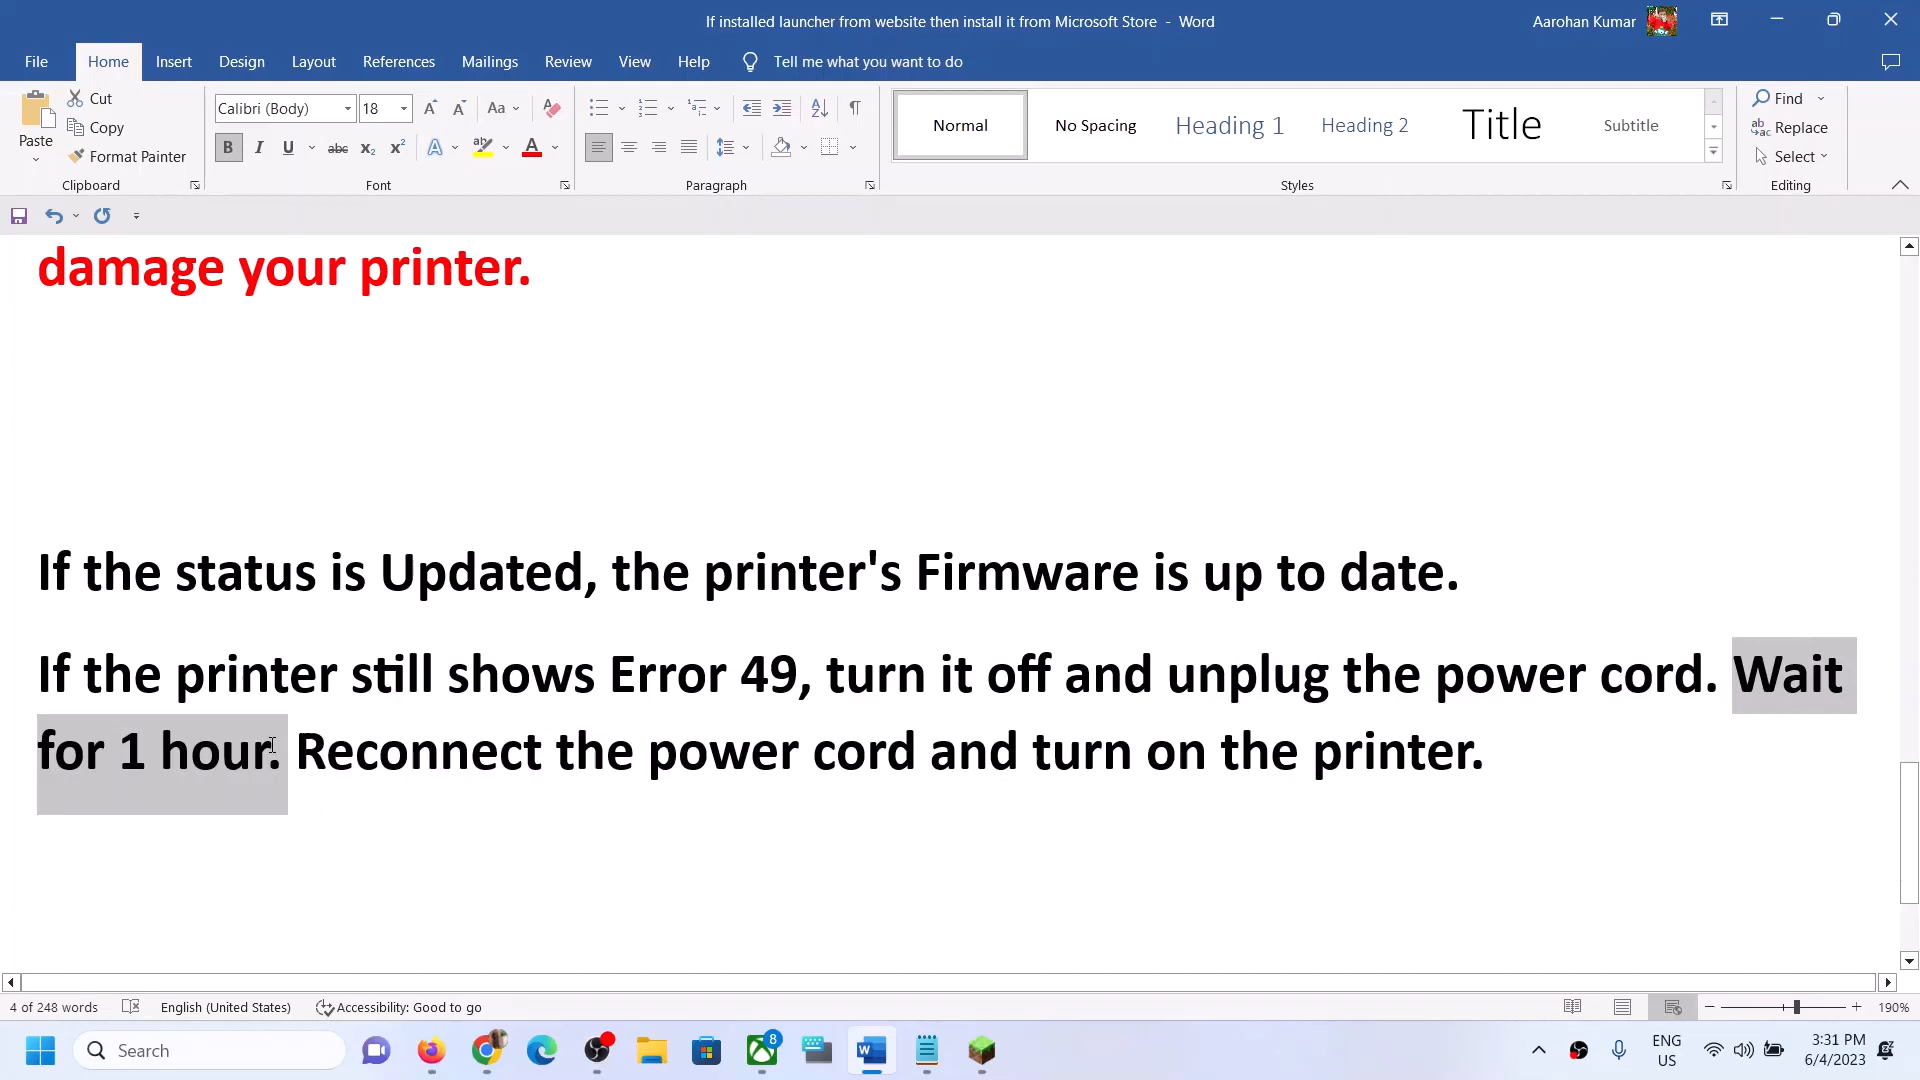 If installed launcher from website then install it from Microsoft Store - Word
Aarohan Kumar
File Home Insert Design Layout References Mailings Review View Help Tell me what you want to do
Paste
Cut
Copy
Format Painter
Clipboard
Calibri (Body) 18
Font
Paragraph
Normal
No Spacing
Heading 1
Heading 2
Title
Subtitle
Styles
Find
Replace
Select
Editing
damage your printer.
If the status is Updated, the printer's Firmware is up to date.
If the printer still shows Error 49, turn it off and unplug the power cord. Wait
for 1 hour. Reconnect the power cord and turn on the printer.
4 of 248 words English (United States) Accessibility: Good to go 190%
Search
8
ENG
US
3:31 PM
6/4/2023